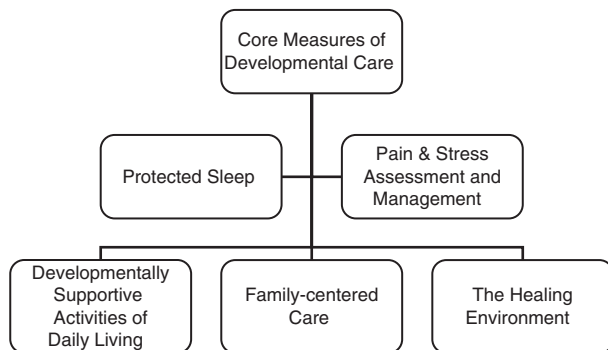 Core Measures of
Developmental Care
Protected Sleep
Pain & Stress
Assessment and
Management
Developmentally
Supportive
Activities of
Daily Living
Family-centered
Care
The Healing
Environment